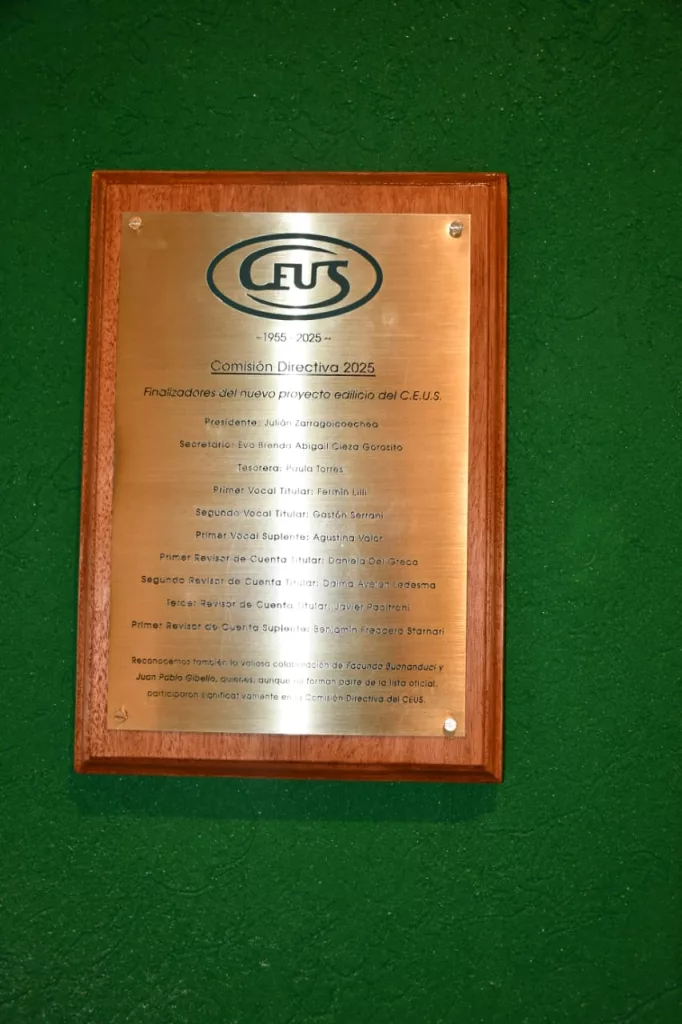 CEUS
~1955 - 2025~
Comisión Directiva 2025
Finalizadores del nuevo proyecto edilicio del C.E.U.S.
Presidente: Julián Zarragoicoechea
Secretario: Eva Brenda Abigail Cieza Gorosito
Tesorera: Paula Torres
Primer Vocal Titular: Fermín Lilli
Segundo Vocal Titular: Gastón Serrani
Primer Vocal Suplente: Agustina Valor
Primer Revisor de Cuenta Titular: Daniela Del Greco
Segundo Revisor de Cuenta Titular: Dalma Ayelen Ledesma
Tercer Revisor de Cuenta Titular: Javier
Primer Revisor de Cuenta Suplente: Benjamín Starnari
Reconocemos también la valiosa colaboración de Facundo y
Juan Pablo Gibello, quienes, aunque no forman parte de la lista oficial,
participaron significativamente en la Comisión Directiva del CEUS.